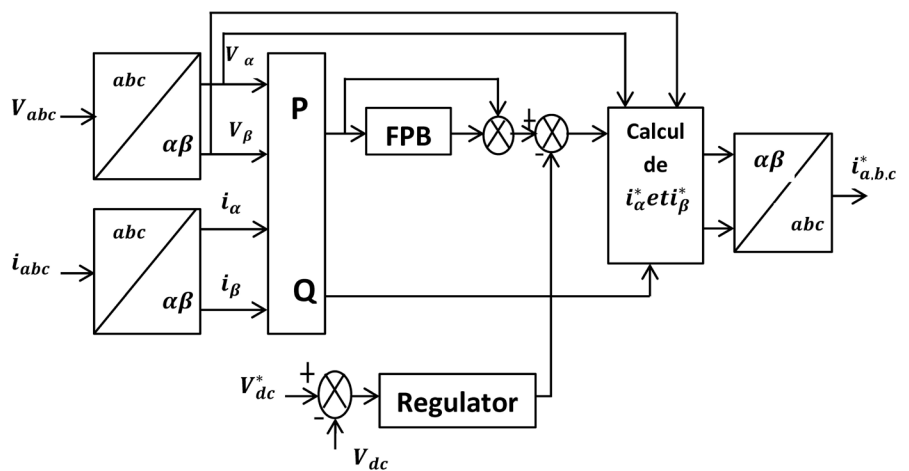 V_abc
abc
αβ
V_α
V_β
i_abc
abc
αβ
i_α
i_β
P
Q
FPB
+
-
Calcul
de
i*_α et i*_β
αβ
abc
i*_a,b,c
V*_dc
+
-
V_dc
Regulator